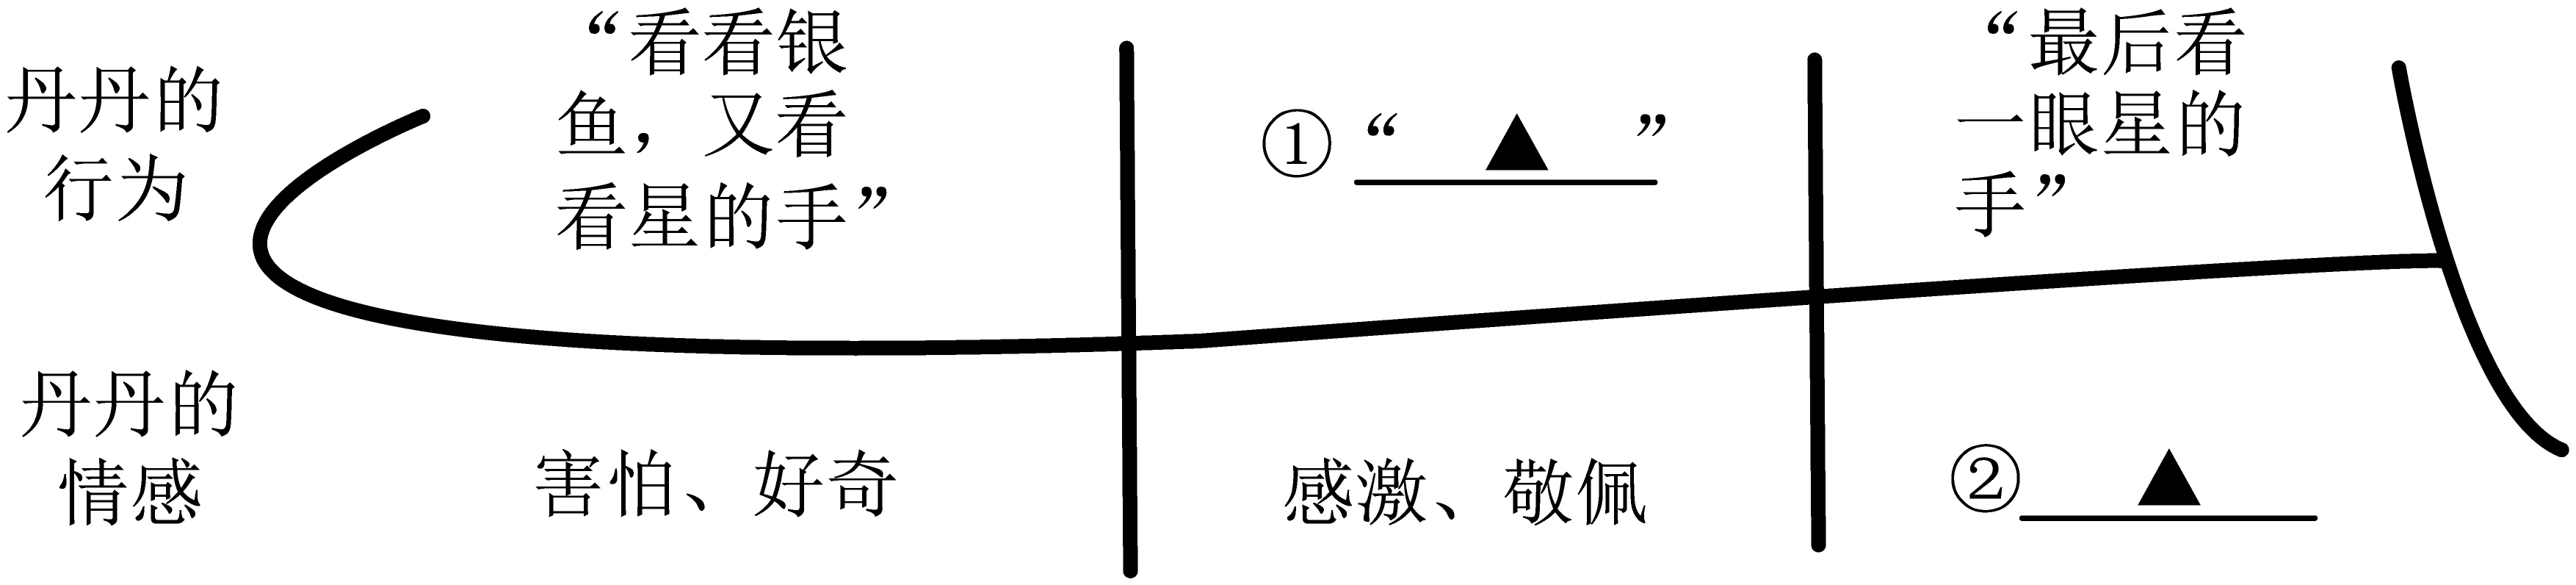 丹丹的
行为
“看看银
鱼，又看
看星的手”
①“▲”
“最后看
一眼星的
手”
丹丹的
情感
害怕、好奇
感激、敬佩
②▲